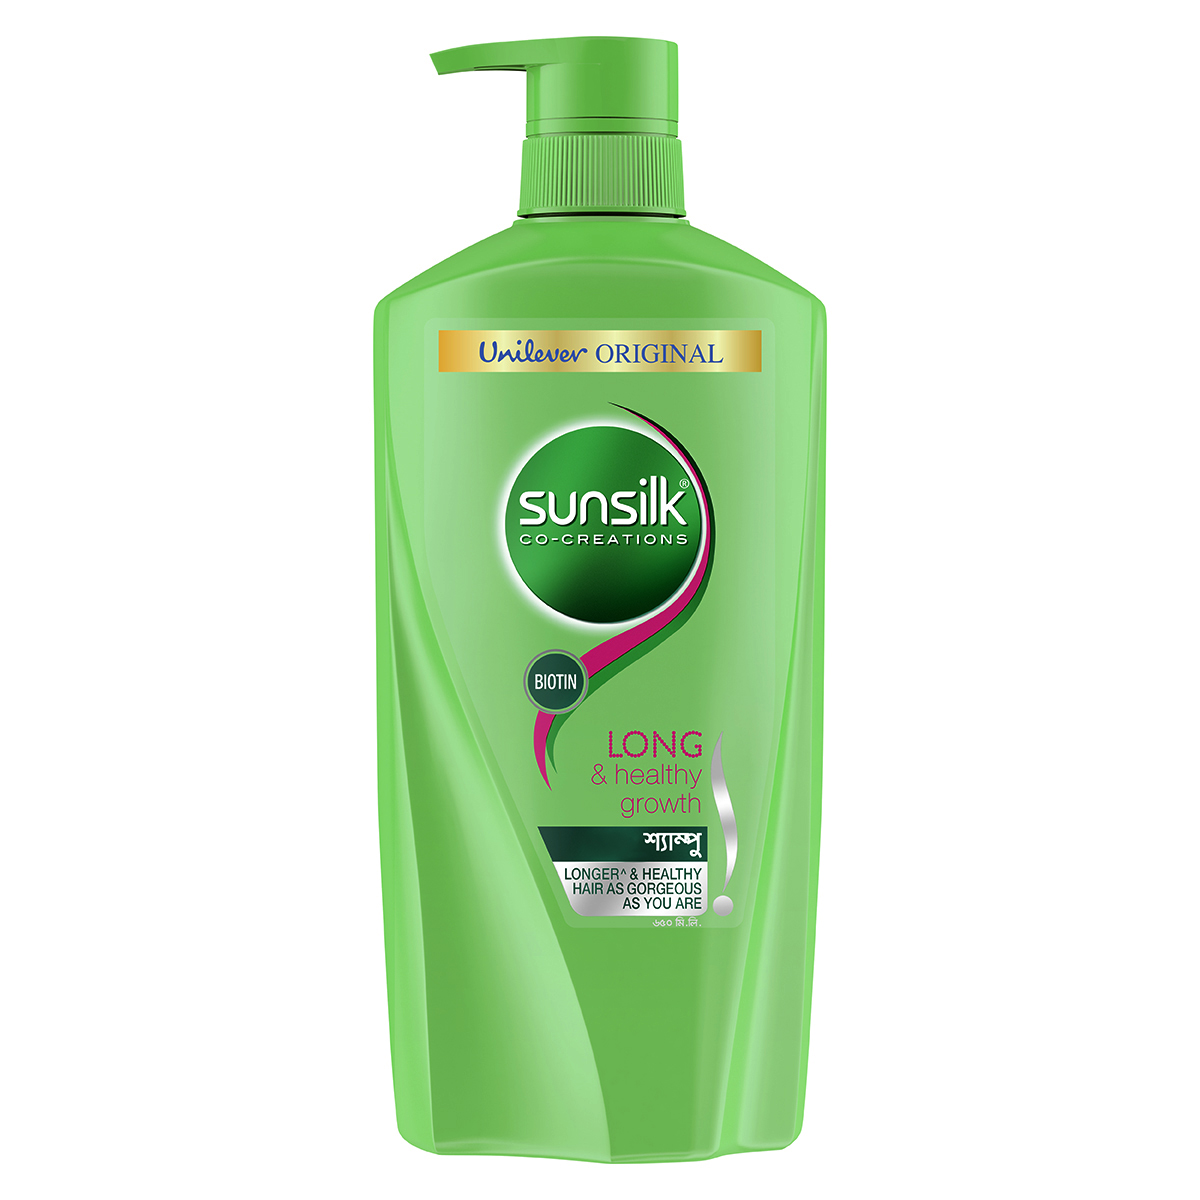 Unilever ORIGINAL
sunsilk®
CO-CREATIONS
BIOTIN
LONG
& healthy
growth
শ্যাম্পু
LONGER^ & HEALTHY
HAIR AS GORGEOUS
AS YOU ARE
৬৫০ মি.লি.